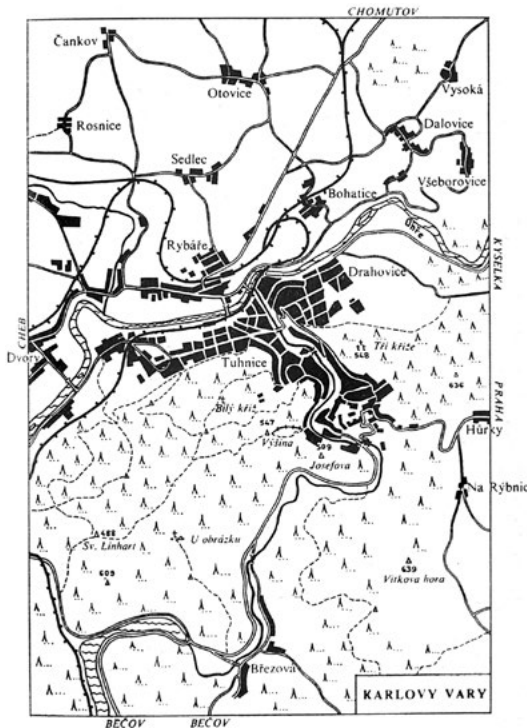 CHOMUTOV
Čankov
Otovice
Vysoká
Rosnice
Dalovice
Sedlec
Všeborovice
Bohatice
Rybáře
Ohře
KYSELKA
Drahovice
CHEB
Tři kříže
548
Dvory
Tuhnice
636
PRAHA
Bílý kříž
547
Hůrky
Výšina
509
Josefova
Na Rýbnic
488
Sv. Linhart
U obrázku
609
639
Vítkova hora
Březová
KARLOVY VARY
BEČOV
BEČOV